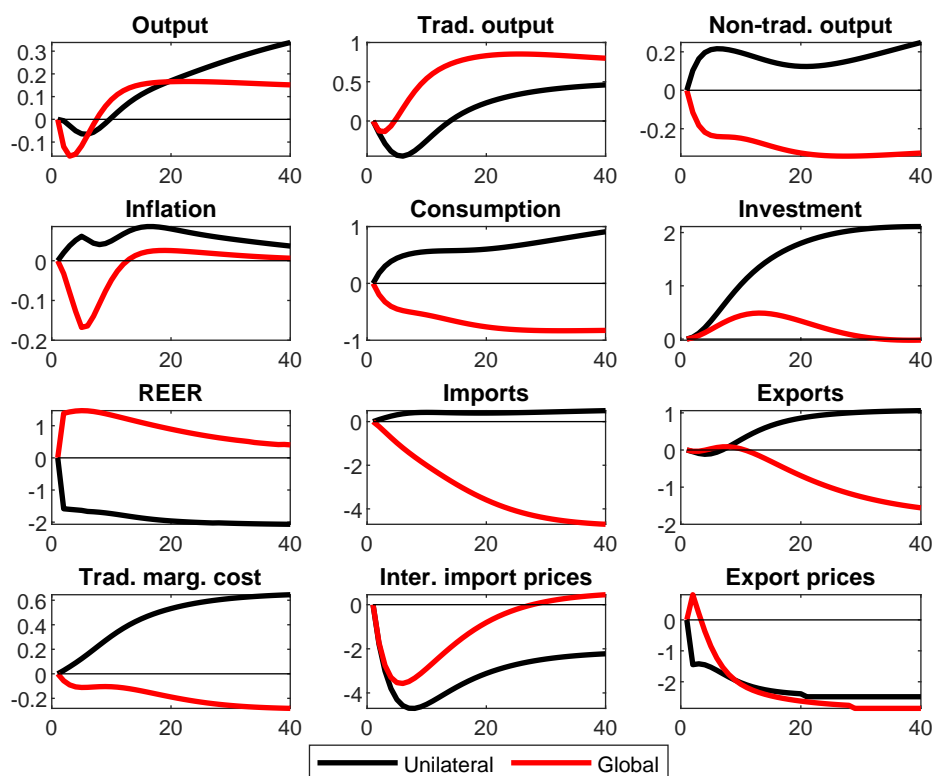 Output Trad. output Non-trad. output
0.3 1 0.2
0.2 0.5
0.1 0
0 0 -0.2
-0.1
0 20 40 0 20 40 0 20 40
Inflation Consumption Investment
0 1 2
-0.1 0 1
-0.2 -1 0
0 20 40 0 20 40 0 20 40
REER Imports Exports
1 0 1
0 -2 0
-1 -4 -1
-2 -2
0 20 40 0 20 40 0 20 40
Trad. marg. cost Inter. import prices Export prices
0.6 0 0
0.4 -2 -1
0.2 -4 -2
0
-0.2
0 20 40 0 20 40 0 20 40
Unilateral Global